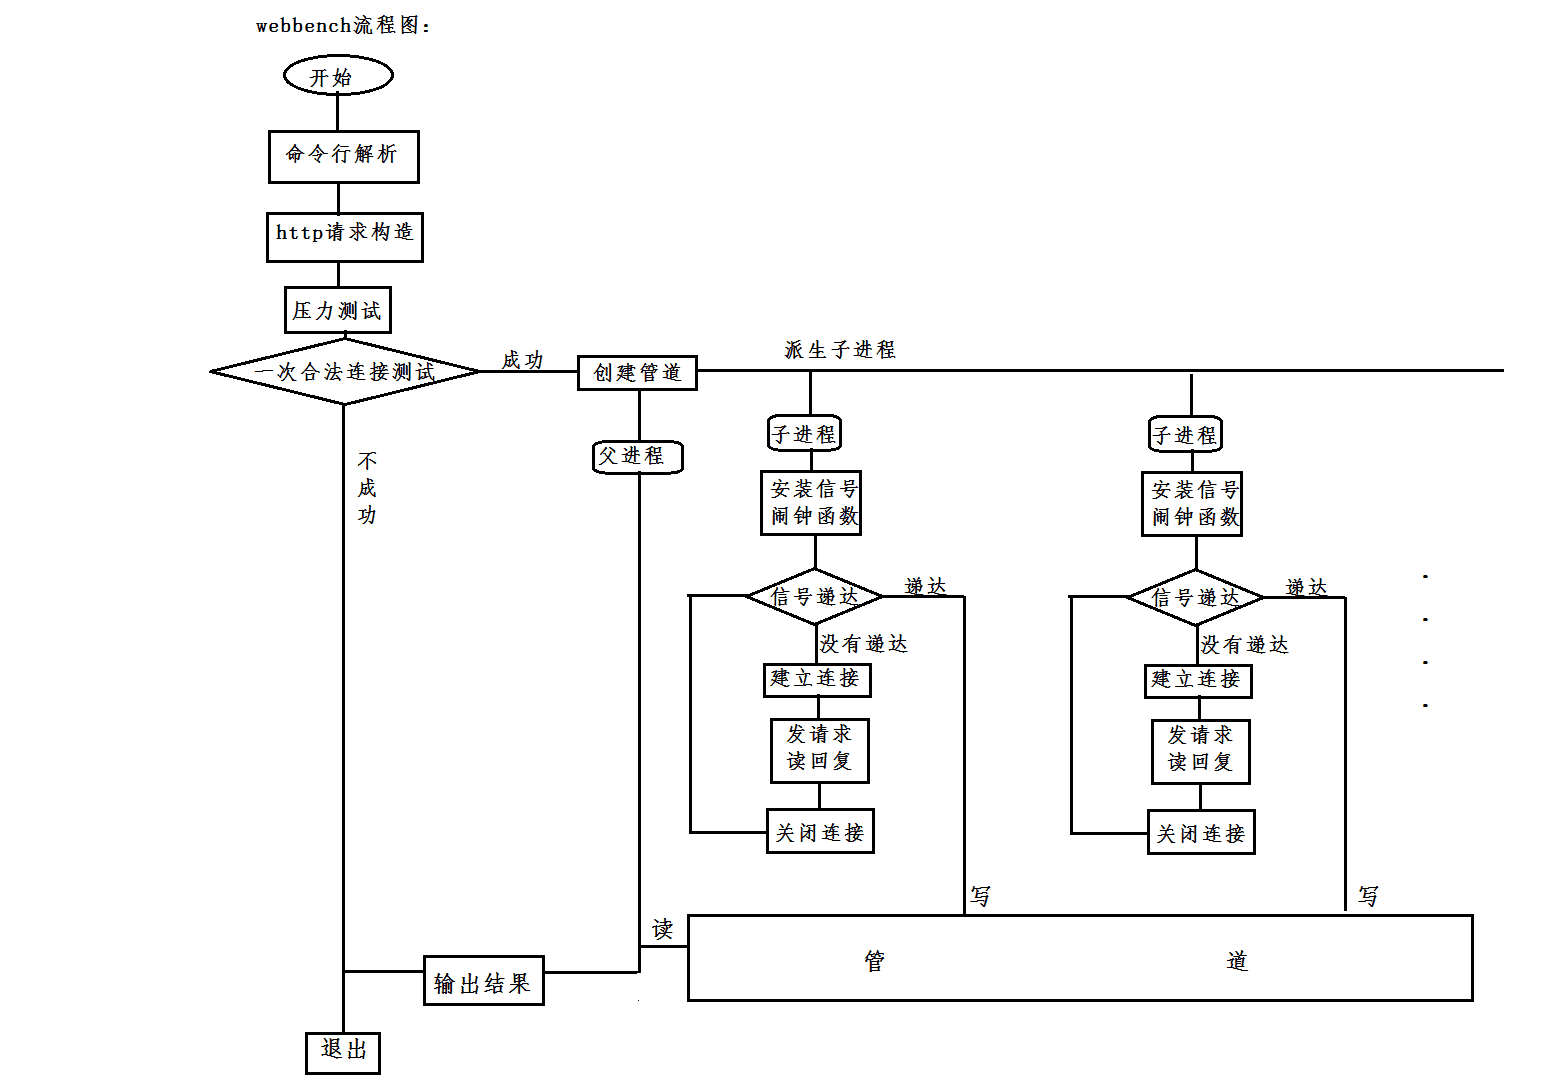 webbench流程图：
开始
命令行解析
http请求构造
压力测试
一次合法连接测试
成功
创建管道
派生子进程
不
成
功
父进程
子进程
安装信号
闹钟函数
信号递达
递达
没有递达
建立连接
发请求
读回复
关闭连接
写
子进程
安装信号
闹钟函数
信号递达
递达
没有递达
建立连接
发请求
读回复
关闭连接
写
读
管 道
输出结果
退出